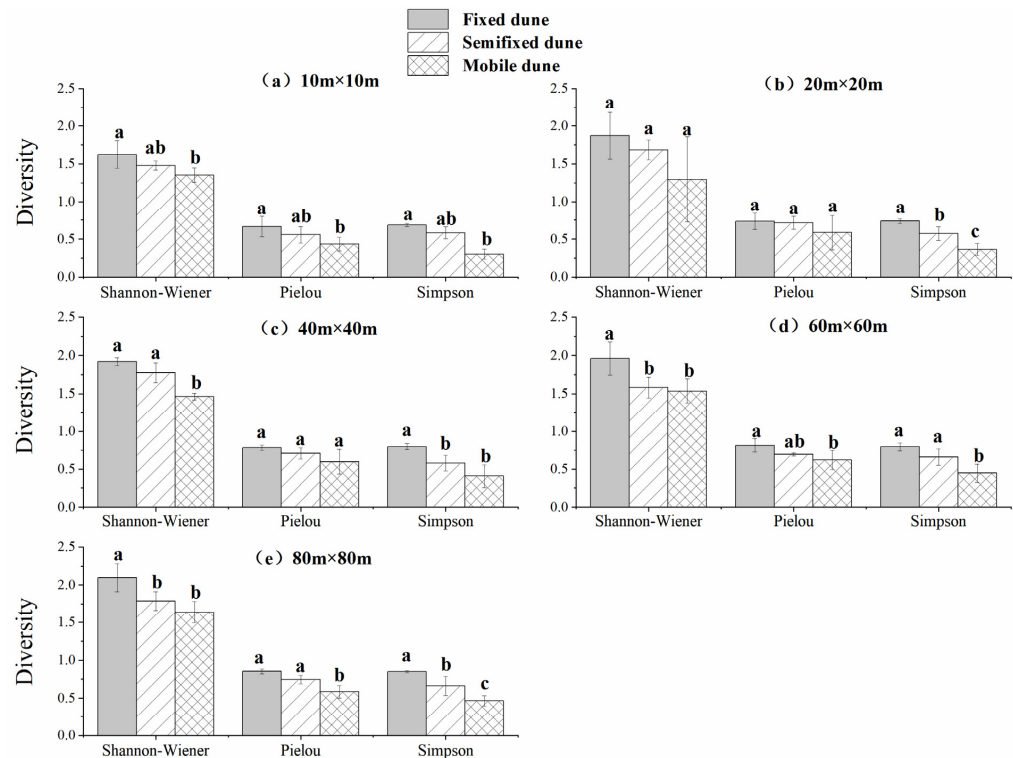 Fixed dune
Semifixed dune
Mobile dune
（a）10m×10m
Diversity
2.5
2.0
1.5
1.0
0.5
0.0
a ab b
a ab b
a ab b
Shannon-Wiener Pielou Simpson
（b）20m×20m
2.5
2.0
1.5
1.0
0.5
0.0
a a a
a a a
a b c
Shannon-Wiener Pielou Simpson
（c）40m×40m
Diversity
2.5
2.0
1.5
1.0
0.5
0.0
a a b
a a a
a b b
Shannon-Wiener Pielou Simpson
（d）60m×60m
2.5
2.0
1.5
1.0
0.5
0.0
a b b
a ab b
a a b
Shannon-Wiener Pielou Simpson
（e）80m×80m
Diversity
2.5
2.0
1.5
1.0
0.5
0.0
a b b
a a b
a b c
Shannon-Wiener Pielou Simpson